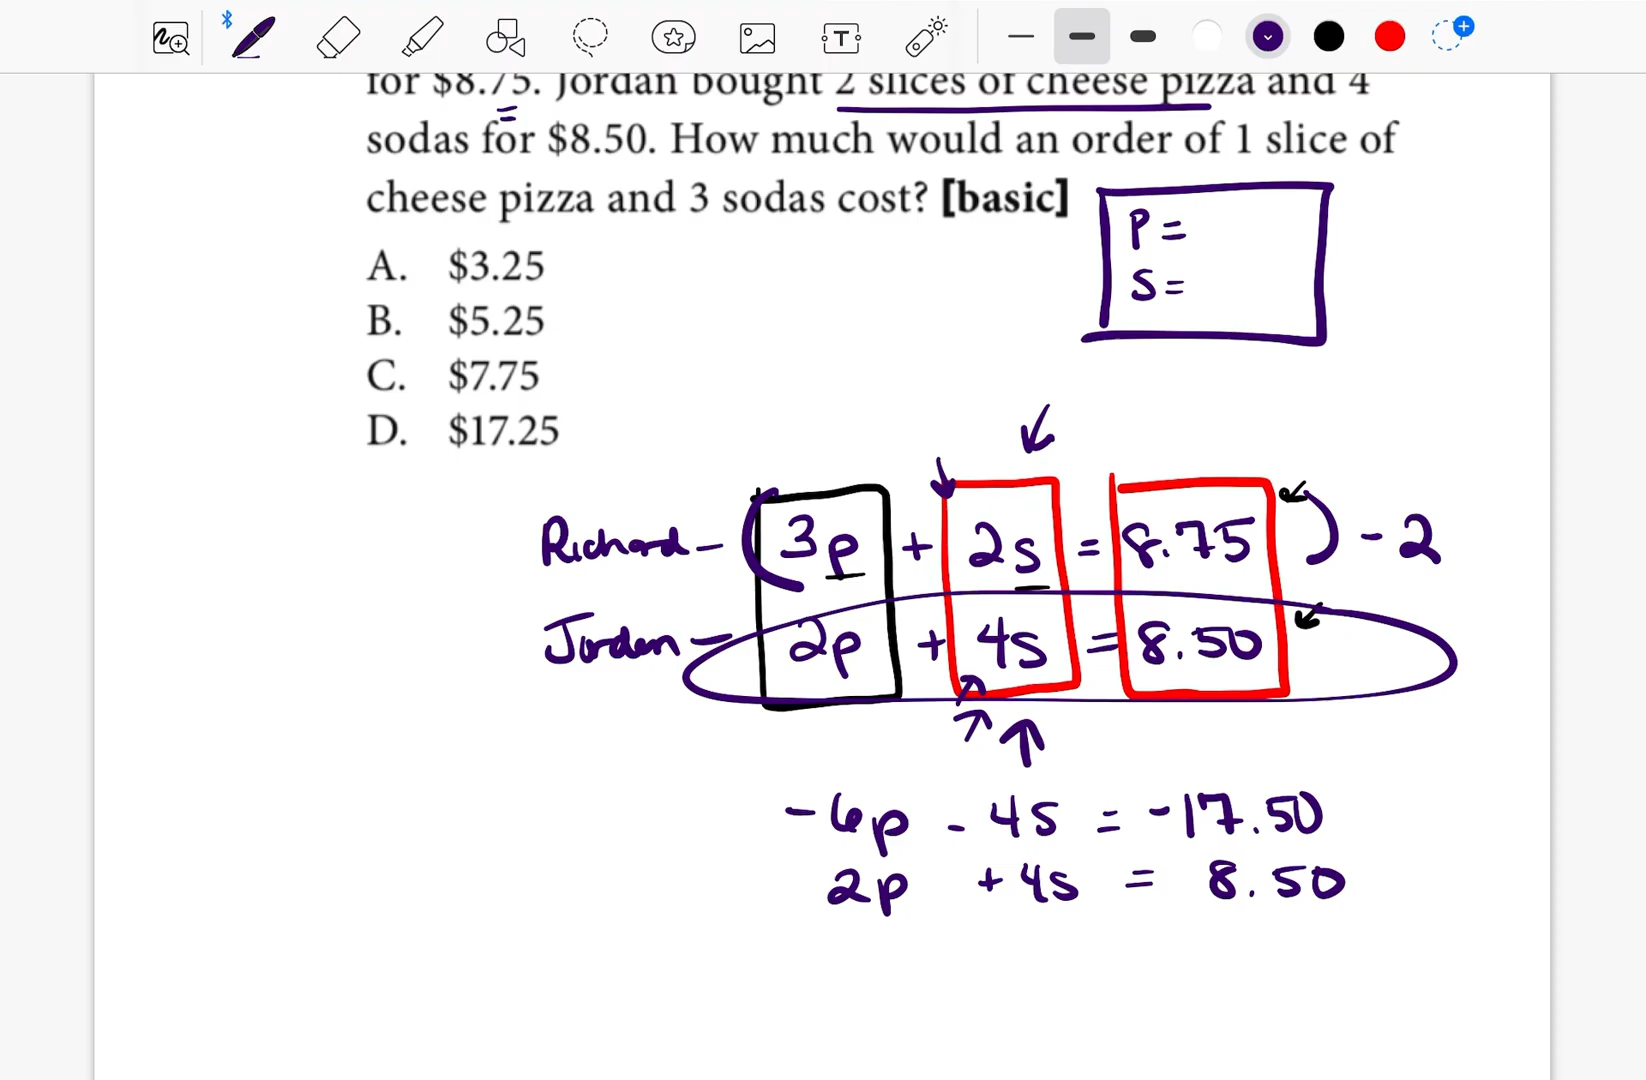 for $8.75. Jordan bought 2 slices of cheese pizza and 4
sodas for $8.50. How much would an order of 1 slice of
cheese pizza and 3 sodas cost? [basic]
P =
S =
A. $3.25
B. $5.25
C. $7.75
D. $17.25
Richard - (3p + 2s = 8.75) - 2
Jordan - 2p + 4s = 8.50
-6p - 4s = -17.50
2p + 4s = 8.50